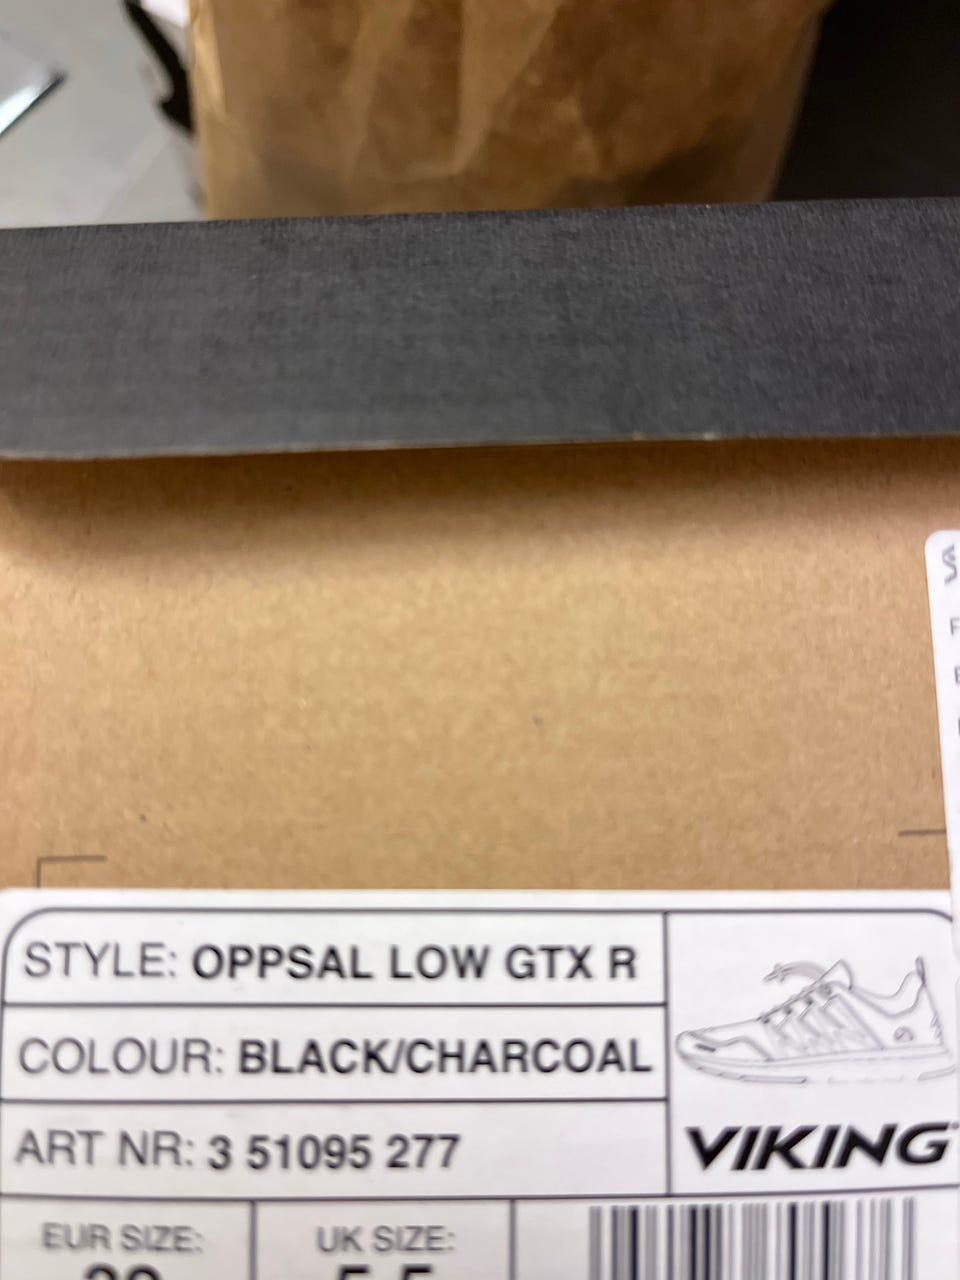 STYLE: OPPSAL LOW GTX R
COLOUR: BLACK/CHARCOAL
ART NR: 3 51095 277
VIKING
EUR SIZE:
UK SIZE: